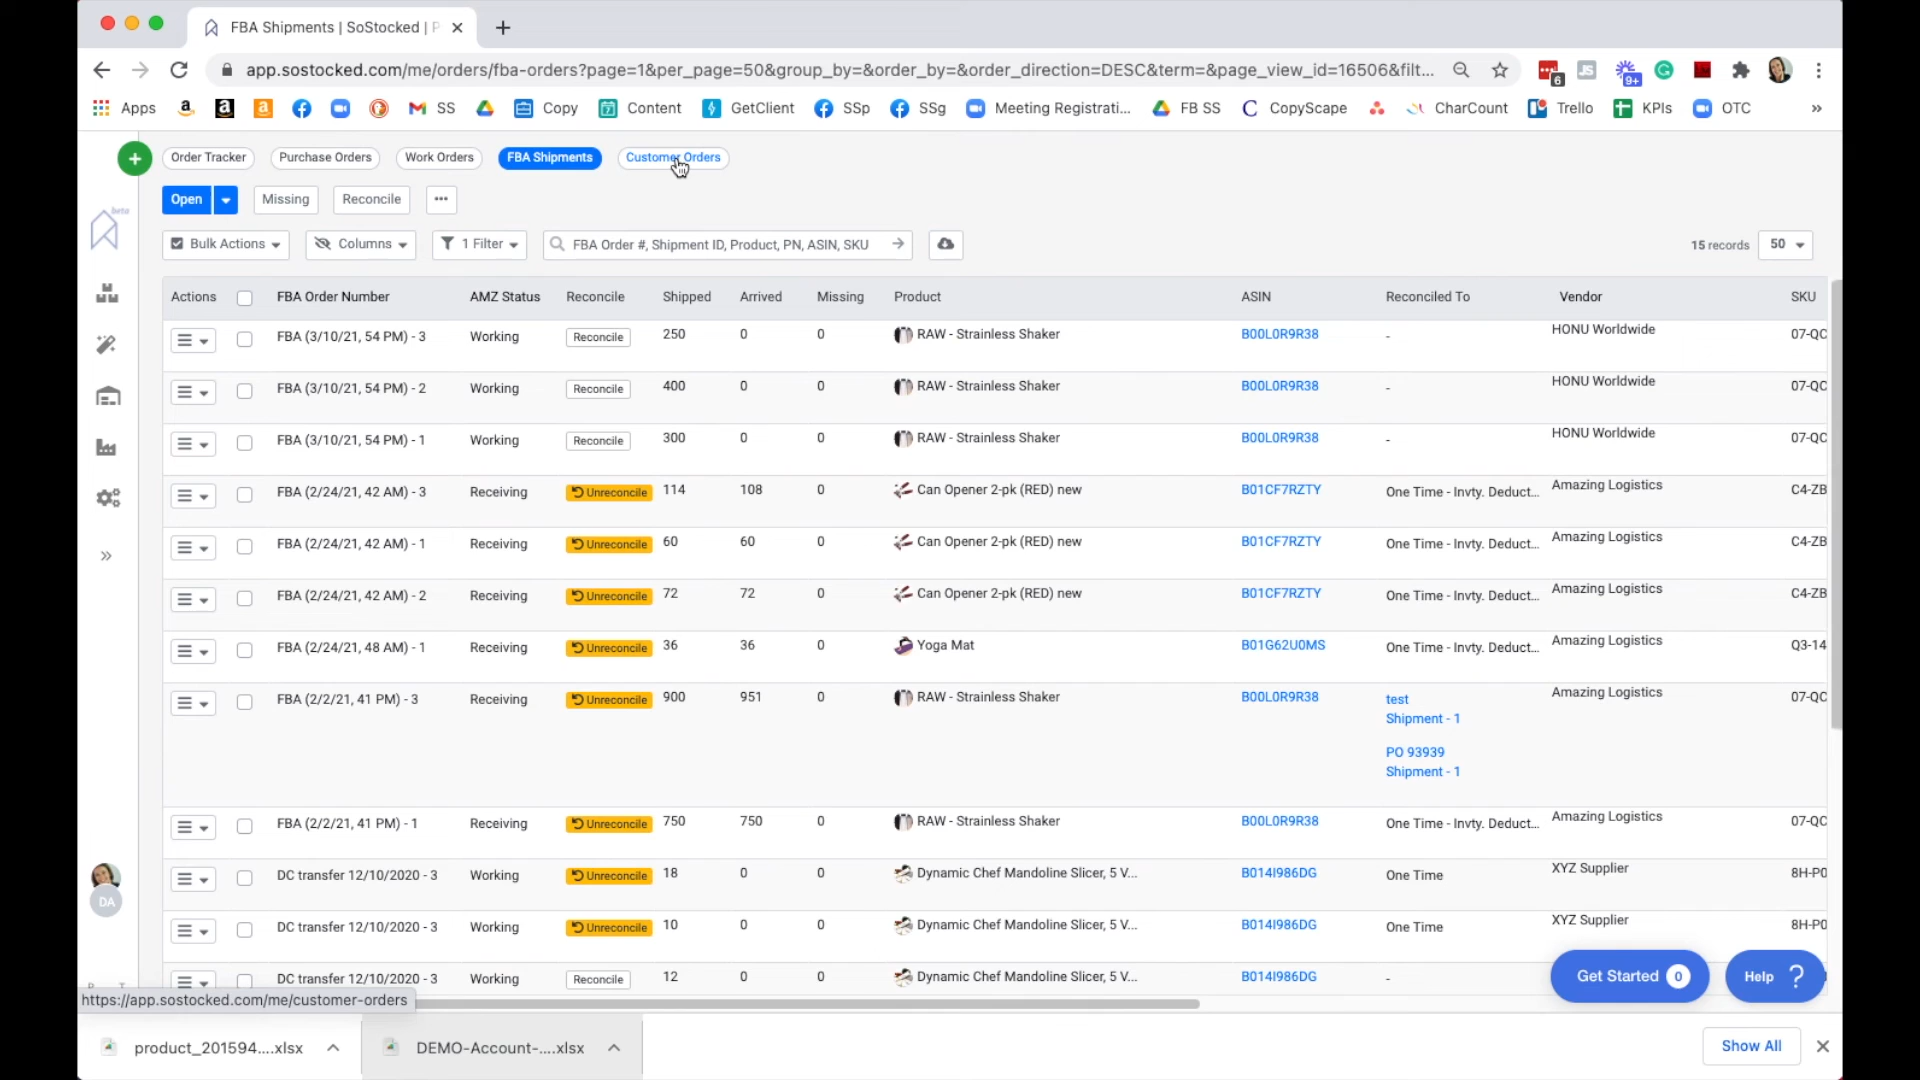 FBA Shipments | SoStocked | P
app.sostocked.com/me/orders/fba-orders?page=1&per_page=50&group_by=&order_by=&order_direction=DESC&term=&page_view_id=16506&filt...
6 JS 9+
Apps SS Copy Content GetClient SSp SSg Meeting Registrati... FB SS CopyScape CharCount Trello KPIs OTC »
Order Tracker Purchase Orders Work Orders FBA Shipments Customer Orders
beta
Open Missing Reconcile •••
Bulk Actions Columns 1 Filter FBA Order #, Shipment ID, Product, PN, ASIN, SKU 15 records 50
Actions FBA Order Number AMZ Status Reconcile Shipped Arrived Missing Product ASIN Reconciled To Vendor SKU
FBA (3/10/21, 54 PM) - 3 Working Reconcile 250 0 0 RAW - Strainless Shaker B00L0R9R38 - HONU Worldwide 07-QC
FBA (3/10/21, 54 PM) - 2 Working Reconcile 400 0 0 RAW - Strainless Shaker B00L0R9R38 - HONU Worldwide 07-QC
FBA (3/10/21, 54 PM) - 1 Working Reconcile 300 0 0 RAW - Strainless Shaker B00L0R9R38 - HONU Worldwide 07-QC
FBA (2/24/21, 42 AM) - 3 Receiving Unreconcile 114 108 0 Can Opener 2-pk (RED) new B01CF7RZTY One Time - Invty. Deduct... Amazing Logistics C4-ZB
FBA (2/24/21, 42 AM) - 1 Receiving Unreconcile 60 60 0 Can Opener 2-pk (RED) new B01CF7RZTY One Time - Invty. Deduct... Amazing Logistics C4-ZB
FBA (2/24/21, 42 AM) - 2 Receiving Unreconcile 72 72 0 Can Opener 2-pk (RED) new B01CF7RZTY One Time - Invty. Deduct... Amazing Logistics C4-ZB
FBA (2/24/21, 48 AM) - 1 Receiving Unreconcile 36 36 0 Yoga Mat B01G62U0MS One Time - Invty. Deduct... Amazing Logistics Q3-14
FBA (2/2/21, 41 PM) - 3 Receiving Unreconcile 900 951 0 RAW - Strainless Shaker B00L0R9R38 test Amazing Logistics 07-QC
Shipment - 1
PO 93939
Shipment - 1
FBA (2/2/21, 41 PM) - 1 Receiving Unreconcile 750 750 0 RAW - Strainless Shaker B00L0R9R38 One Time - Invty. Deduct... Amazing Logistics 07-QC
DC transfer 12/10/2020 - 3 Working Unreconcile 18 0 0 Dynamic Chef Mandoline Slicer, 5 V... B014I986DG One Time XYZ Supplier 8H-P0
DA
DC transfer 12/10/2020 - 3 Working Unreconcile 10 0 0 Dynamic Chef Mandoline Slicer, 5 V... B014I986DG One Time XYZ Supplier 8H-P0
DC transfer 12/10/2020 - 3 Working Reconcile 12 0 0 Dynamic Chef Mandoline Slicer, 5 V... B014I986DG -
Get Started 0 Help ?
https://app.sostocked.com/me/customer-orders
product_201594....xlsx DEMO-Account-....xlsx Show All